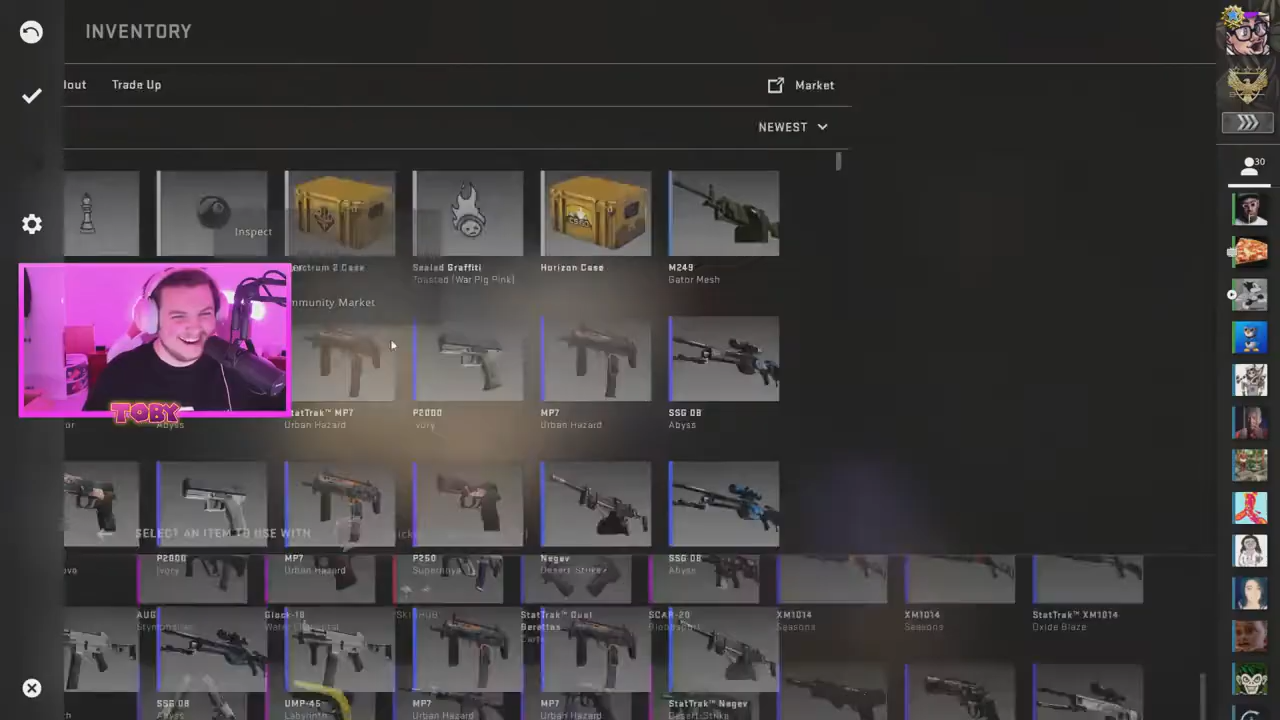 INVENTORY
Trade Up
Market
NEWEST
30
Inspect
Sealed Graffiti
Horizon Case
M249
(War Pig Pink)
Gator Mesh
TOBY
StatTrak™ MP7
P2000
MP7
SSG 08
Urban Hazard
Ivory
Urban Hazard
Abyss
SELECT AN ITEM TO USE WITH
P2000
MP7
P250
Negev
SSG 08
Ivory
Urban Hazard
Supernova
Desert Strike
Abyss
AUG
Glock-18
StatTrak™ Dual
Berettas
SCAR-20
XM1014
XM1014
StatTrak™ XM1014
Seasons
Seasons
Oxide Blaze
SSG 08
UMP-45
MP7
MP7
StatTrak™ Negev
Abyss
Labyrinth
Urban Hazard
Urban Hazard
Desert Strike